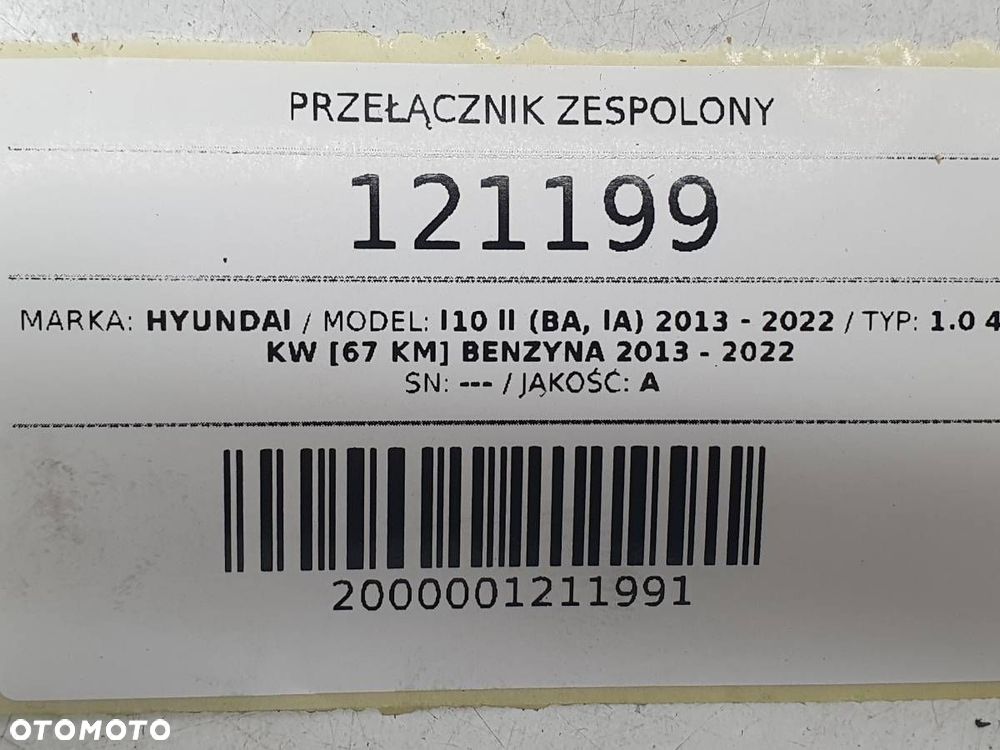 PRZEŁĄCZNIK ZESPOLONY
121199
MARKA: HYUNDAI / MODEL: I10 II (BA, IA) 2013 - 2022 / TYP: 1.0 4
KW [67 KM] BENZYNA 2013 - 2022
SN: --- / JAKOŚĆ: A
2000001211991
OTOMOTO